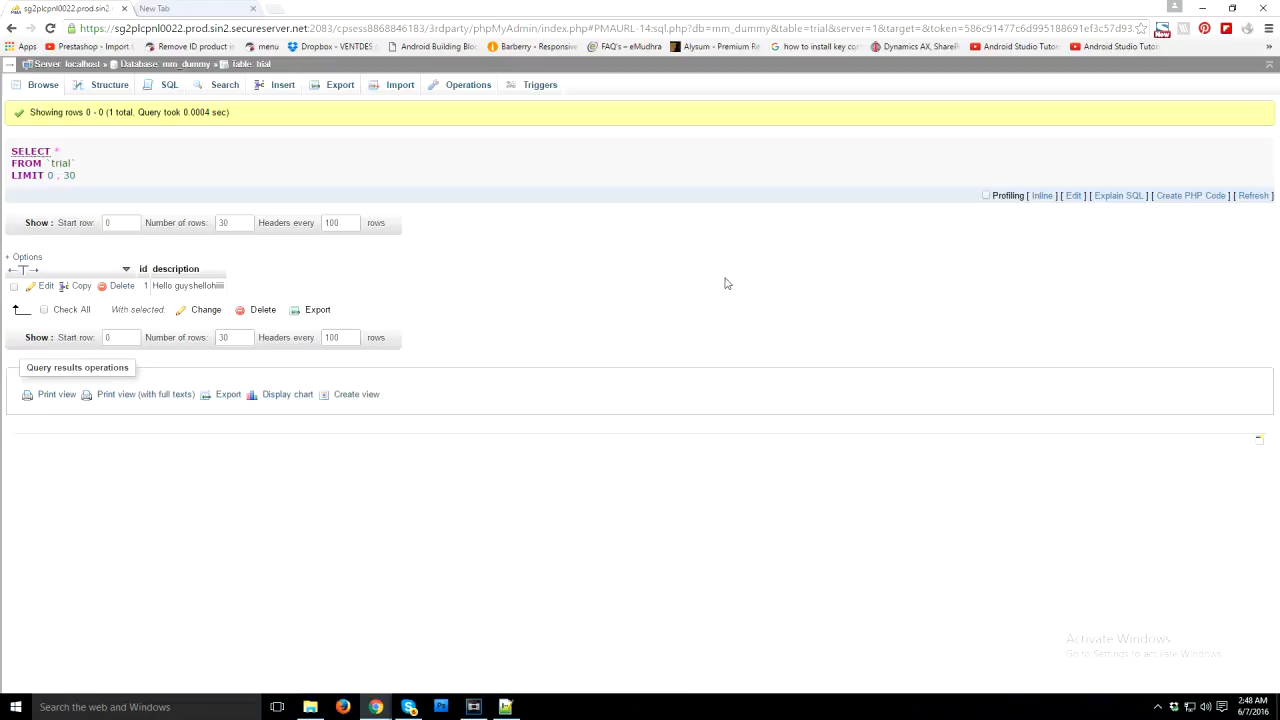 sg2plcpnl0022.prod.sin2
New Tab
https://sg2plcpnl0022.prod.sin2.secureserver.net:2083/cpsess8868846183/3rdparty/phpMyAdmin/index.php#PMAURL-14:sql.php?db=mm_dummy&table=trial&server=1&target=&token=586c91477c6d995188691ef3c57d93
Apps Prestashop - Import Remove ID product i menu Dropbox - VENTDES Android Building Blo Barberry - Responsive FAQ's – eMudhra Alysum – Premium Re how to install key cor Dynamics AX, ShareP Android Studio Tutor Android Studio Tutor »
Server: localhost » Database: mm_dummy » table: trial
Browse Structure SQL Search Insert Export Import Operations Triggers
Showing rows 0 - 0 (1 total, Query took 0.0004 sec)
SELECT *
FROM `trial`
LIMIT 0 , 30
Profiling [ Inline ] [ Edit ] [ Explain SQL ] [ Create PHP Code ] [ Refresh ]
Show : Start row: 0 Number of rows: 30 Headers every 100 rows
+ Options
←T→ id description
Edit Copy Delete 1 Hello guyshellohiiii
Check All With selected: Change Delete Export
Show : Start row: 0 Number of rows: 30 Headers every 100 rows
Query results operations
Print view Print view (with full texts) Export Display chart Create view
Activate Windows
Go to Settings to activate Windows.
Search the web and Windows
2:48 AM
6/7/2016